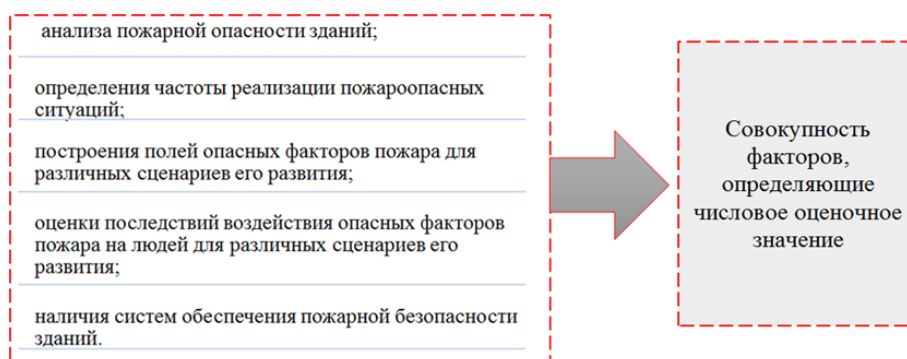 анализа пожарной опасности зданий;
определения частоты реализации пожароопасных
ситуаций;
построения полей опасных факторов пожара для
различных сценариев его развития;
оценки последствий воздействия опасных факторов
пожара на людей для различных сценариев его
развития;
наличия систем обеспечения пожарной безопасности
зданий.
Совокупность
факторов,
определяющие
числовое оценочное
значение